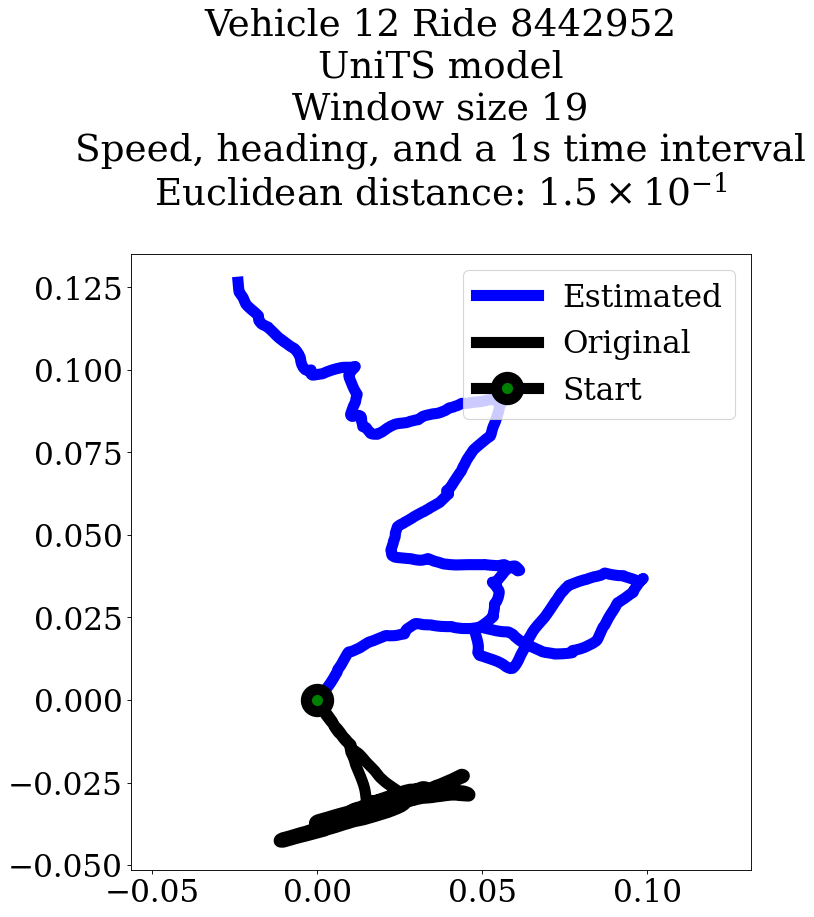 Vehicle 12 Ride 8442952
UniTS model
Window size 19
Speed, heading, and a 1s time interval
Euclidean distance: 1.5 × 10⁻¹
Estimated
Original
Start
0.125
0.100
0.075
0.050
0.025
0.000
−0.025
−0.050
−0.05 0.00 0.05 0.10